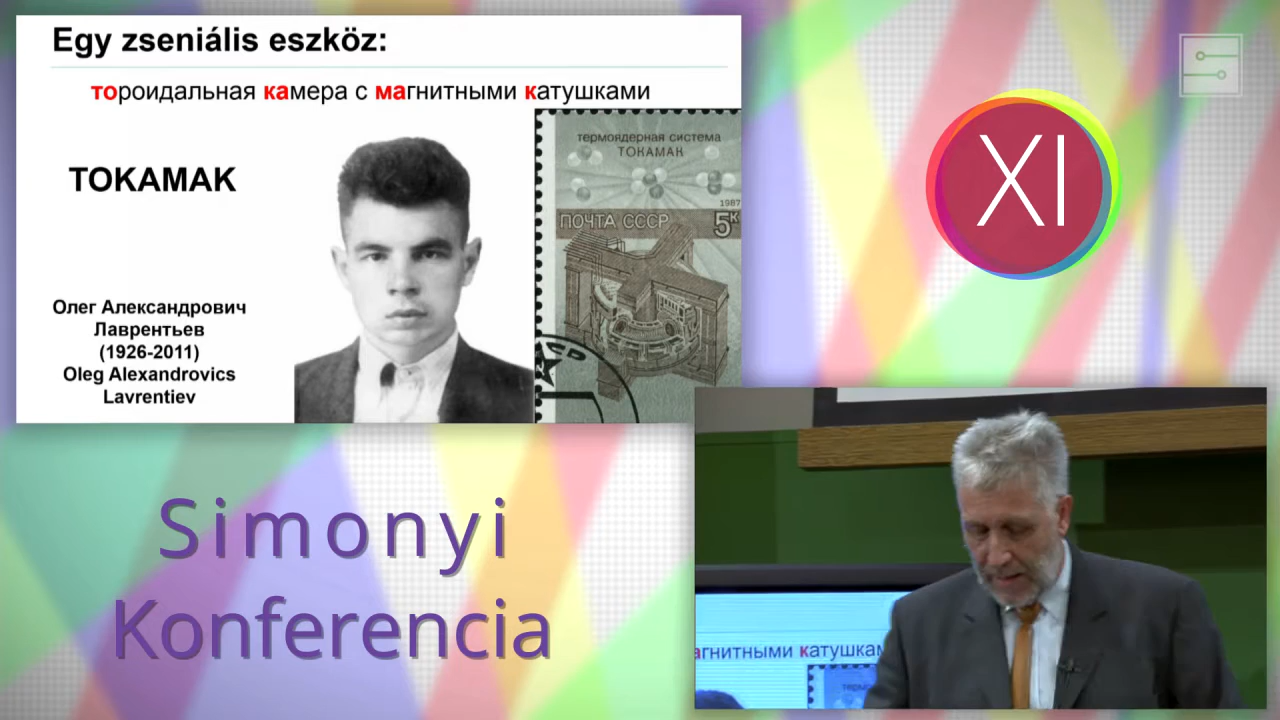 Egy zseniális eszköz:
тороидальная камера с магнитными катушками
TOKAMAK
Олег Александрович
Лаврентьев
(1926-2011)
Oleg Alexandrovics
Lavrentiev
термоядерная система
ТОКАМАК
1987
ПОЧТА СССР 5к
XI
Simonyi
Konferencia
агнитными катушкам